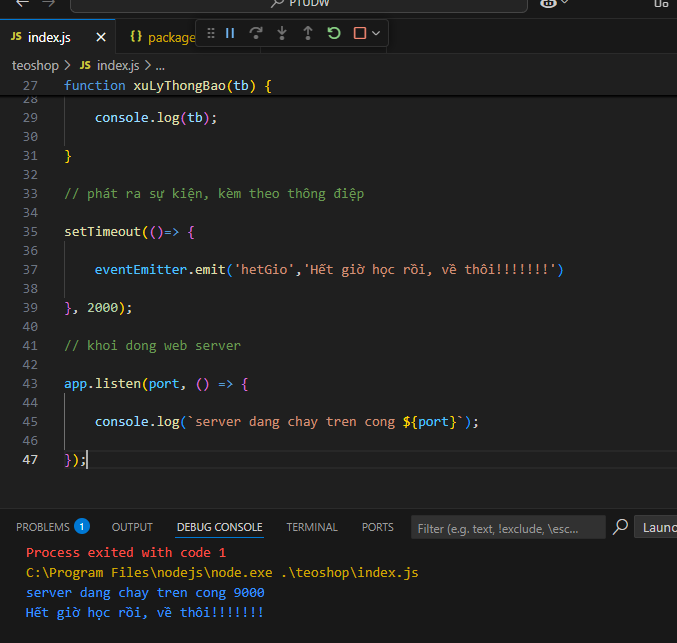 PTUDW
JS index.js
{} package
teoshop > JS index.js > ...
27 function xuLyThongBao(tb) {
28
29 console.log(tb);
30
31 }
32
33 // phát ra sự kiện, kèm theo thông điệp
34
35 setTimeout(()=> {
36
37 eventEmitter.emit('hetGio','Hết giờ học rồi, về thôi!!!!!!!')
38
39 }, 2000);
40
41 // khoi dong web server
42
43 app.listen(port, () => {
44
45 console.log(`server dang chay tren cong ${port}`);
46
47 });
PROBLEMS 1 OUTPUT DEBUG CONSOLE TERMINAL PORTS Filter (e.g. text, !exclude, \esc... Launc
Process exited with code 1
C:\Program Files\nodejs\node.exe .\teoshop\index.js
server dang chay tren cong 9000
Hết giờ học rồi, về thôi!!!!!!!